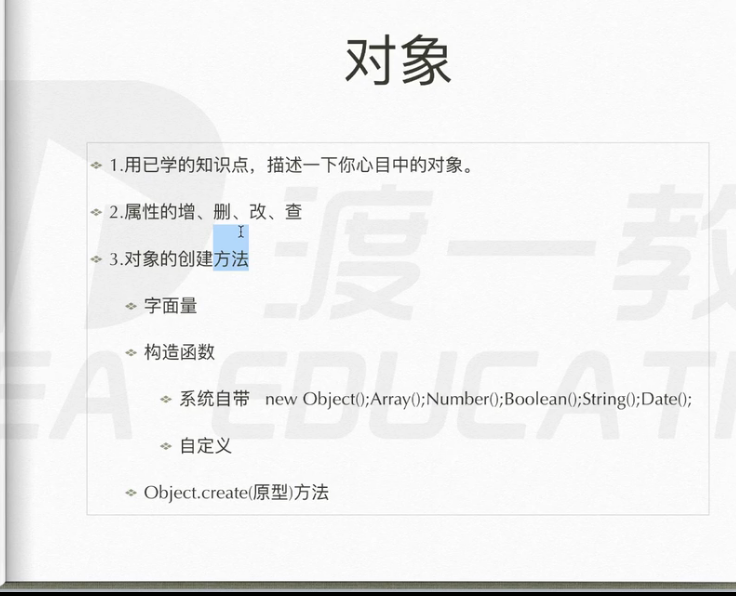 对象
1.用已学的知识点，描述一下你心目中的对象。
2.属性的增、删、改、查
3.对象的创建方法
字面量
构造函数
系统自带 new Object();Array();Number();Boolean();String();Date();
自定义
Object.create(原型)方法
渡一教
EA EDUCATI